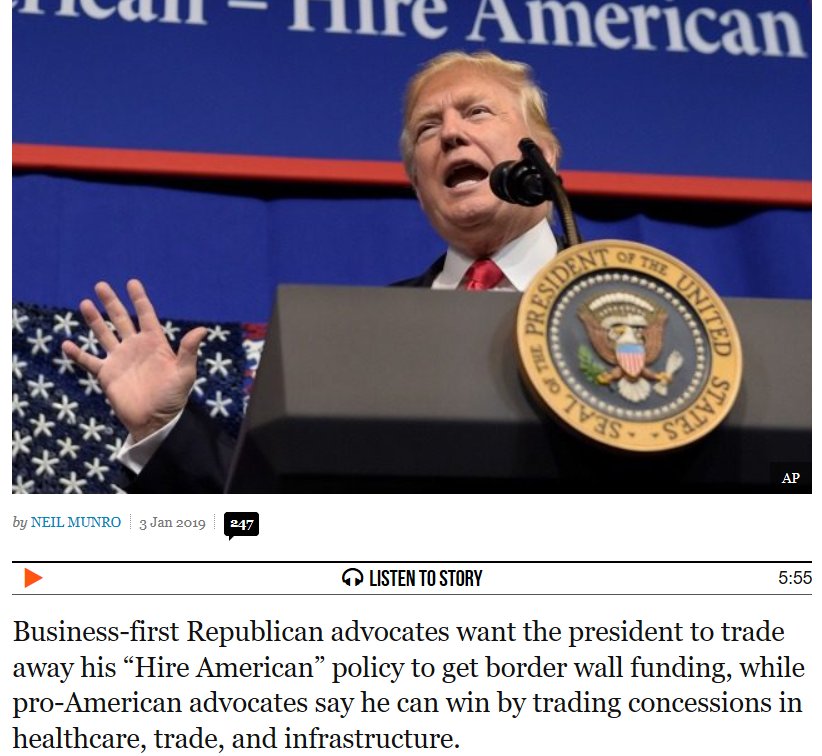 – Hire American
SEAL OF THE PRESIDENT OF THE UNITED STATES
AP
by NEIL MUNRO 3 Jan 2019 247
LISTEN TO STORY 5:55
Business-first Republican advocates want the president to trade
away his “Hire American” policy to get border wall funding, while
pro-American advocates say he can win by trading concessions in
healthcare, trade, and infrastructure.